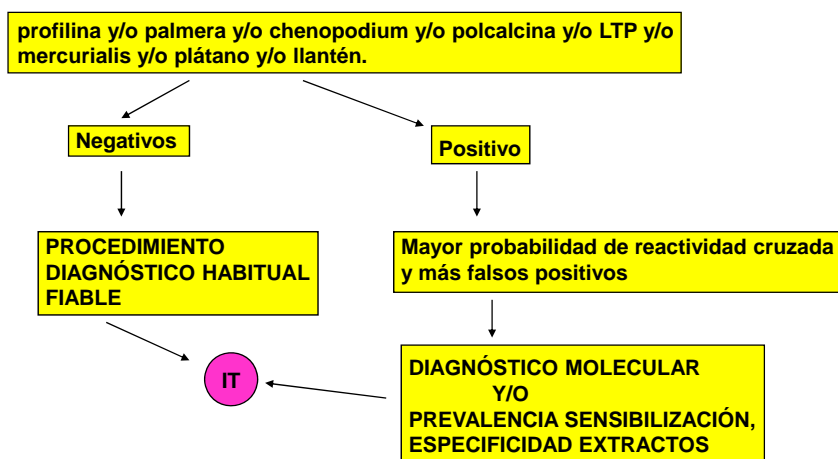 profilina y/o palmera y/o chenopodium y/o polcalcina y/o LTP y/o
mercurialis y/o plátano y/o llantén.
Negativos
Positivo
PROCEDIMIENTO
DIAGNÓSTICO HABITUAL
FIABLE
Mayor probabilidad de reactividad cruzada
y más falsos positivos
IT
DIAGNÓSTICO MOLECULAR
Y/O
PREVALENCIA SENSIBILIZACIÓN,
ESPECIFICIDAD EXTRACTOS